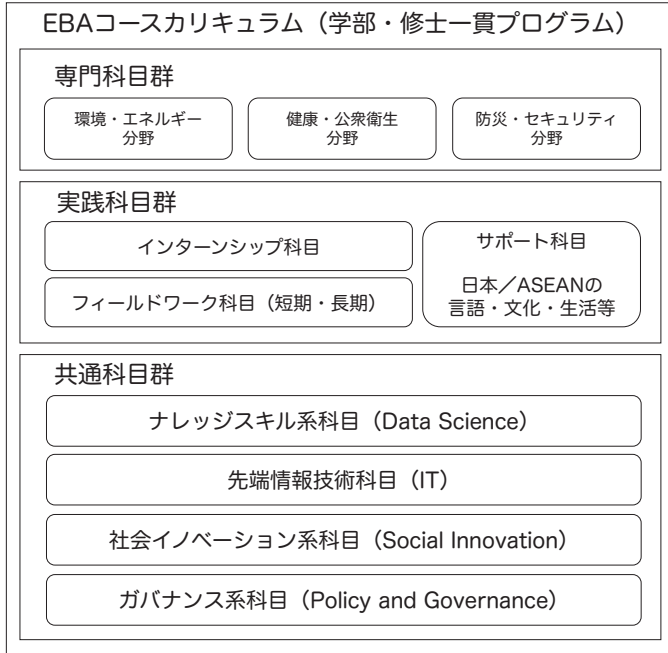 EBAコースカリキュラム（学部・修士一貫プログラム）
専門科目群
環境・エネルギー
分野
健康・公衆衛生
分野
防災・セキュリティ
分野
実践科目群
インターンシップ科目
フィールドワーク科目（短期・長期）
サポート科目
日本／ASEANの
言語・文化・生活等
共通科目群
ナレッジスキル系科目（Data Science）
先端情報技術科目（IT）
社会イノベーション系科目（Social Innovation）
ガバナンス系科目（Policy and Governance）